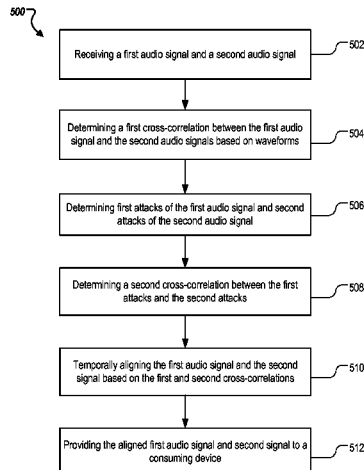 500
Receiving a first audio signal and a second audio signal
502
Determining a first cross-correlation between the first audio
signal and the second audio signals based on waveforms
504
Determining first attacks of the first audio signal and second
attacks of the second audio signal
506
Determining a second cross-correlation between the first
attacks and the second attacks
508
Temporally aligning the first audio signal and the second
signal based on the first and second cross-correlations
510
Providing the aligned first audio signal and second signal to a
consuming device
512